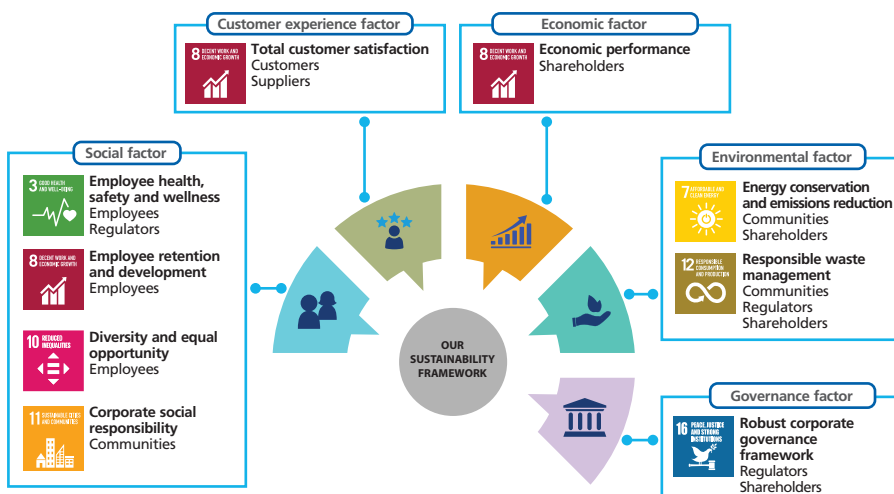 Customer experience factor
8 DECENT WORK AND
ECONOMIC GROWTH
Total customer satisfaction
Customers
Suppliers
Economic factor
8 DECENT WORK AND
ECONOMIC GROWTH
Economic performance
Shareholders
Social factor
3 GOOD HEALTH
AND WELL-BEING
Employee health,
safety and wellness
Employees
Regulators
8 DECENT WORK AND
ECONOMIC GROWTH
Employee retention
and development
Employees
10 REDUCED
INEQUALITIES
Diversity and equal
opportunity
Employees
11 SUSTAINABLE CITIES
AND COMMUNITIES
Corporate social
responsibility
Communities
OUR
SUSTAINABILITY
FRAMEWORK
Environmental factor
7 AFFORDABLE AND
CLEAN ENERGY
Energy conservation
and emissions reduction
Communities
Shareholders
12 RESPONSIBLE
CONSUMPTION
AND PRODUCTION
Responsible waste
management
Communities
Regulators
Shareholders
Governance factor
16 PEACE, JUSTICE
AND STRONG
INSTITUTIONS
Robust corporate
governance
framework
Regulators
Shareholders